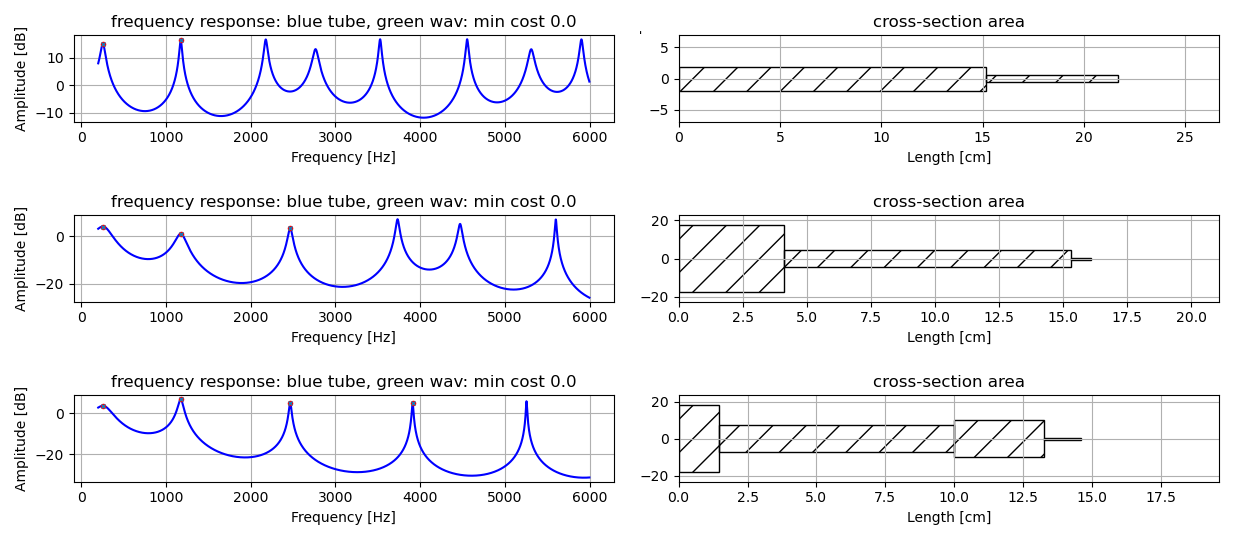 frequency response: blue tube, green wav: min cost 0.0
cross-section area
Amplitude [dB]
10
0
−10
0 1000 2000 3000 4000 5000 6000
Frequency [Hz]
5
0
−5
0 5 10 15 20 25
Length [cm]
frequency response: blue tube, green wav: min cost 0.0
cross-section area
Amplitude [dB]
0
−20
0 1000 2000 3000 4000 5000 6000
Frequency [Hz]
20
0
−20
0.0 2.5 5.0 7.5 10.0 12.5 15.0 17.5 20.0
Length [cm]
frequency response: blue tube, green wav: min cost 0.0
cross-section area
Amplitude [dB]
0
−20
0 1000 2000 3000 4000 5000 6000
Frequency [Hz]
20
0
−20
0.0 2.5 5.0 7.5 10.0 12.5 15.0 17.5
Length [cm]